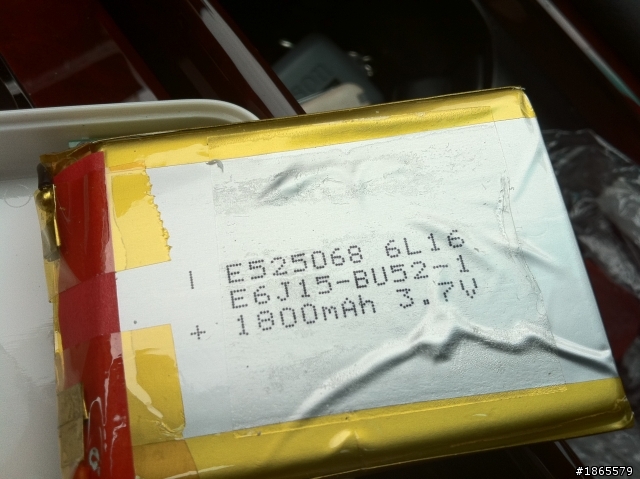 | E525068 6L16
E6J15-BU52-1
+ 1800mAh 3.7V
#1865579